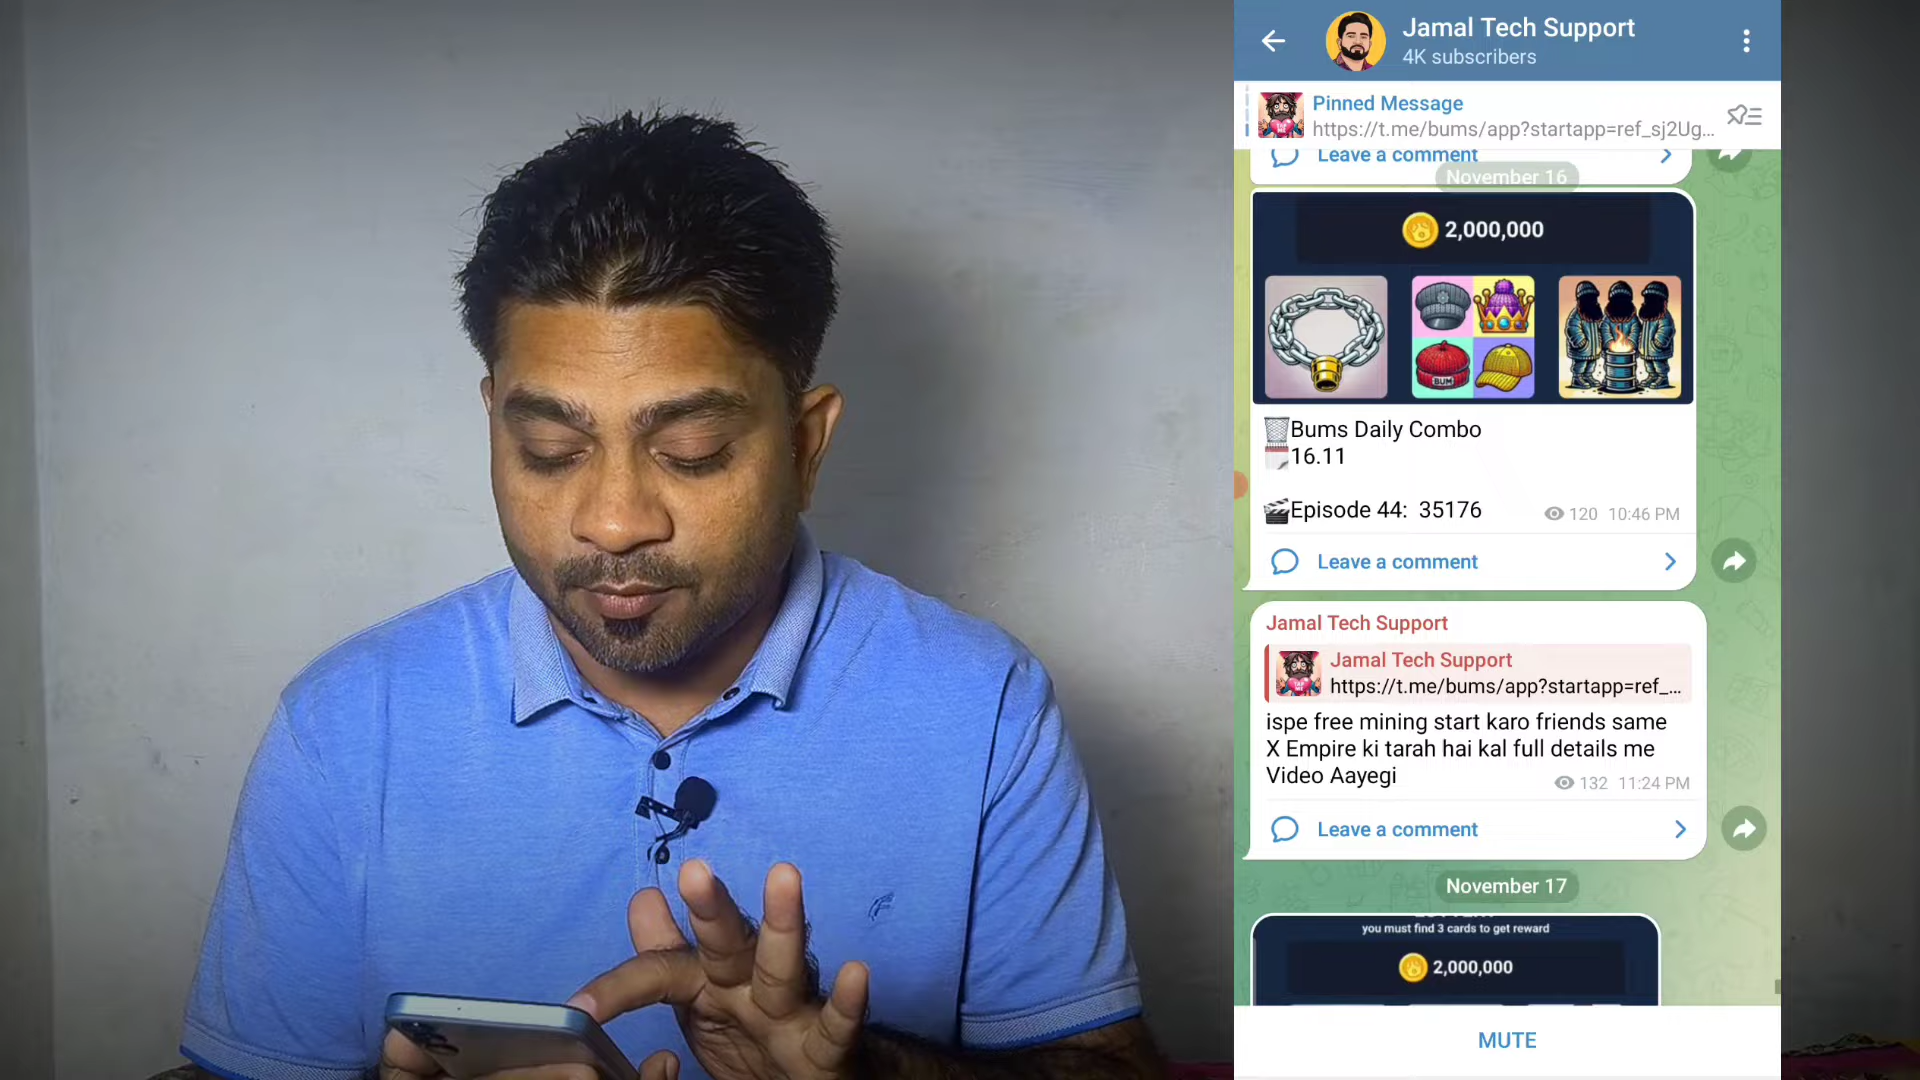 Jamal Tech Support
4K subscribers
Pinned Message
https://t.me/bums/app?startapp=ref_sj2Ug...
Leave a comment
November 16
2,000,000
BUM
Bums Daily Combo
16.11
Episode 44: 35176
120 10:46 PM
Leave a comment
Jamal Tech Support
Jamal Tech Support
https://t.me/bums/app?startapp=ref_...
ispe free mining start karo friends same
X Empire ki tarah hai kal full details me
Video Aayegi
132 11:24 PM
Leave a comment
November 17
you must find 3 cards to get reward
2,000,000
MUTE